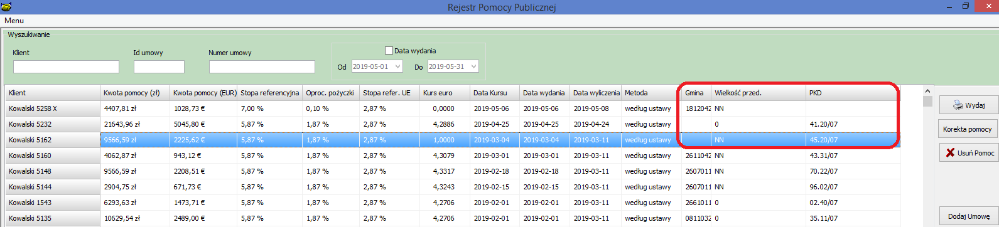 Rejestr Pomocy Publicznej
Menu
Wyszukiwanie
Klient Id umowy Numer umowy Data wydania
Od 2019-05-01 Do 2019-05-31
Klient Kwota pomocy (zł) Kwota pomocy (EUR) Stopa referencyjna Oproc. pożyczki Stopa refer. UE Kurs euro Data Kursu Data wydania Data wyliczenia Metoda Gmina Wielkość przed. PKD
Kowalski 5258 X 4407,81 zł 1028,73 € 7,00 % 0,10 % 2,87 % 0,0000 2019-05-06 2019-05-06 2019-05-08 według ustawy 1812042 NN
Wydaj
Kowalski 5232 21643,96 zł 5045,80 € 5,87 % 1,87 % 2,87 % 4,2886 2019-04-25 2019-04-25 2019-04-24 według ustawy 0 41.20/07
Korekta pomocy
Kowalski 5162 9566,59 zł 2225,62 € 5,87 % 1,87 % 2,87 % 1,0000 2019-03-04 2019-03-04 2019-03-11 według ustawy NN 45.20/07
Usuń Pomoc
Kowalski 5160 4062,87 zł 943,12 € 5,87 % 1,87 % 2,87 % 4,3079 2019-03-01 2019-03-01 2019-03-11 według ustawy 2611042 NN 43.31/07
Kowalski 5148 9566,59 zł 2208,51 € 5,87 % 1,87 % 2,87 % 4,3317 2019-02-18 2019-02-18 2019-03-11 według ustawy 2607011 NN 70.22/07
Kowalski 5144 2904,75 zł 671,73 € 5,87 % 1,87 % 2,87 % 4,3243 2019-02-15 2019-02-15 2019-03-11 według ustawy 2607011 NN 96.02/07
Kowalski 1543 6293,63 zł 1473,71 € 5,87 % 1,87 % 2,87 % 4,2706 2019-02-01 2019-02-01 2019-03-11 według ustawy 2661011 0 02.40/07
Kowalski 5135 10629,54 zł 2489,00 € 5,87 % 1,87 % 2,87 % 4,2706 2019-02-01 2019-02-01 2019-03-11 według ustawy 0811032 0 35.11/07
Dodaj Umowę